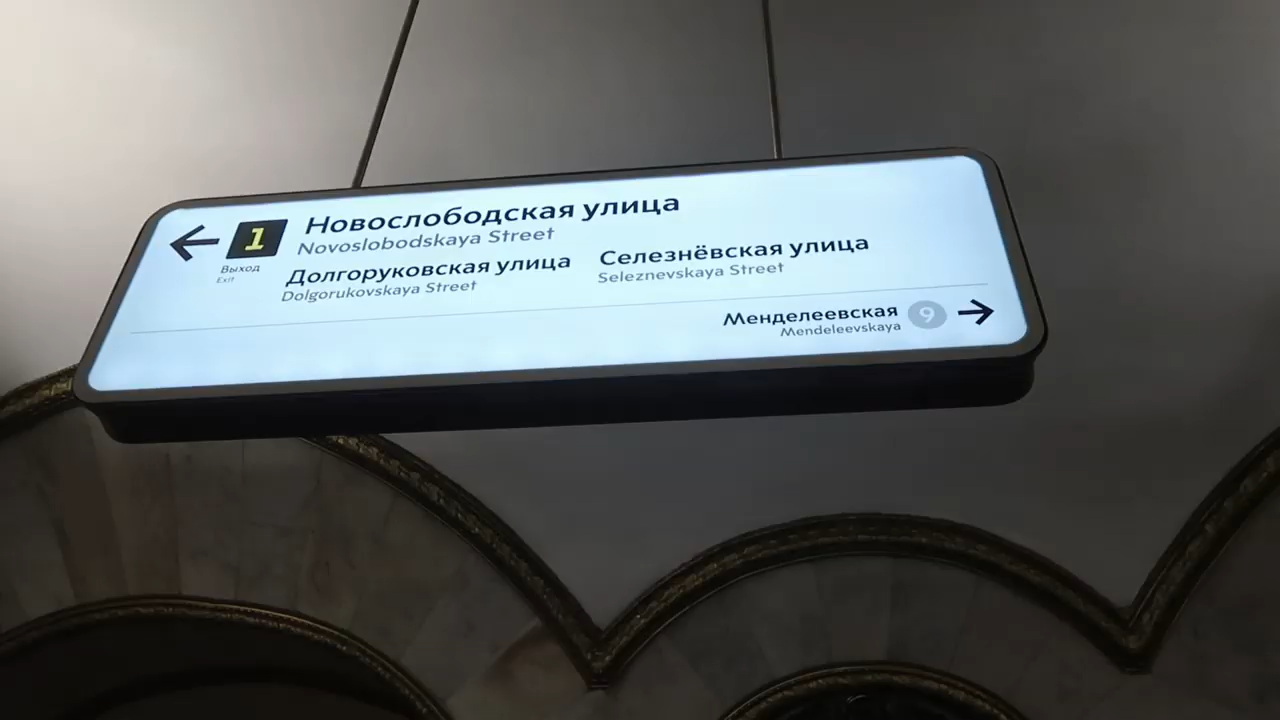 1 Новослободская улица
Novoslobodskaya Street
Выход
Exit
Долгоруковская улица
Dolgorukovskaya Street
Селезнёвская улица
Seleznevskaya Street
Менделеевская 9
Mendeleevskaya